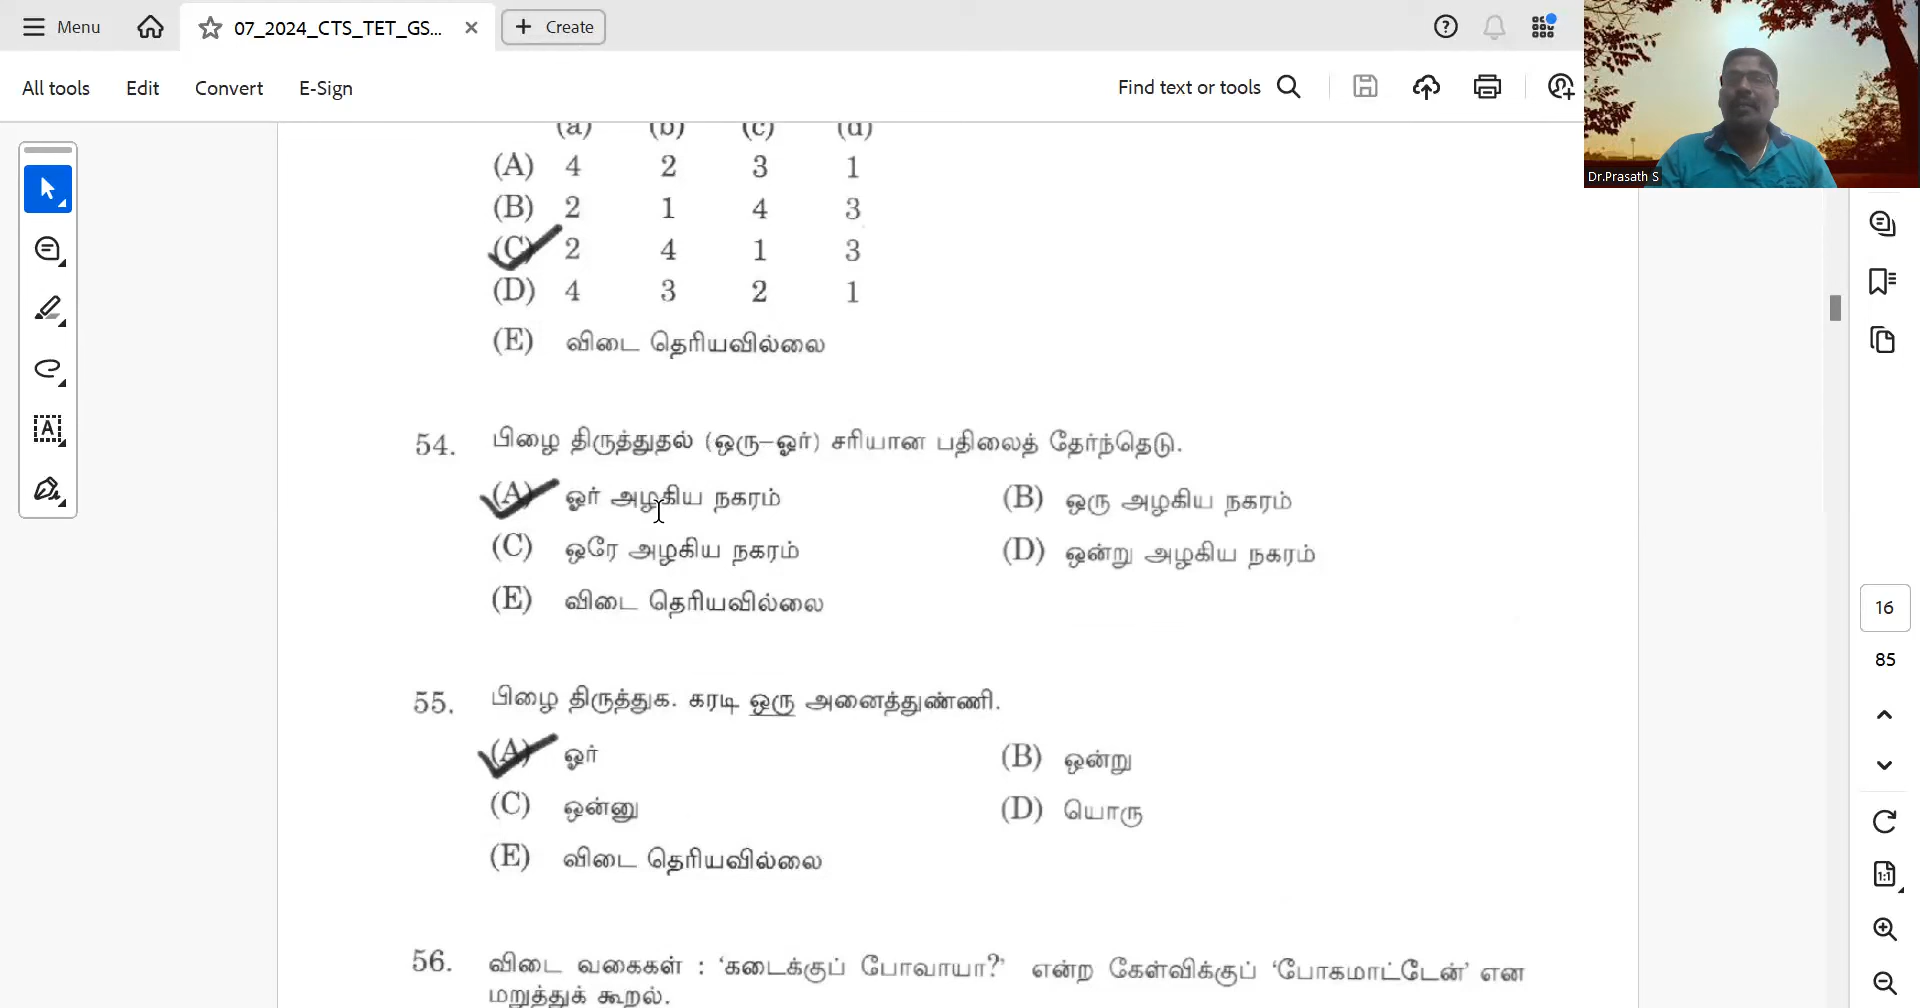 Menu
07_2024_CTS_TET_GS...
Create
All tools
Edit
Convert
E-Sign
Find text or tools
Dr.Prasath S
(a) (b) (c) (d)
(A) 4 2 3 1
(B) 2 1 4 3
(C) 2 4 1 3
(D) 4 3 2 1
(E) விடை தெரியவில்லை
54. பிழை திருத்துதல் (ஒரு–ஓர்) சரியான பதிலைத் தேர்ந்தெடு.
(A) ஓர் அழகிய நகரம் (B) ஒரு அழகிய நகரம்
(C) ஒரே அழகிய நகரம் (D) ஒன்று அழகிய நகரம்
(E) விடை தெரியவில்லை
55. பிழை திருத்துக. கரடி ஒரு அனைத்துண்ணி.
(A) ஓர் (B) ஒன்று
(C) ஒன்னு (D) யொரு
(E) விடை தெரியவில்லை
56. விடை வகைகள் : ‘கடைக்குப் போவாயா?’ என்ற கேள்விக்குப் ‘போகமாட்டேன்’ என
மறுத்துக் கூறல்.
16
85